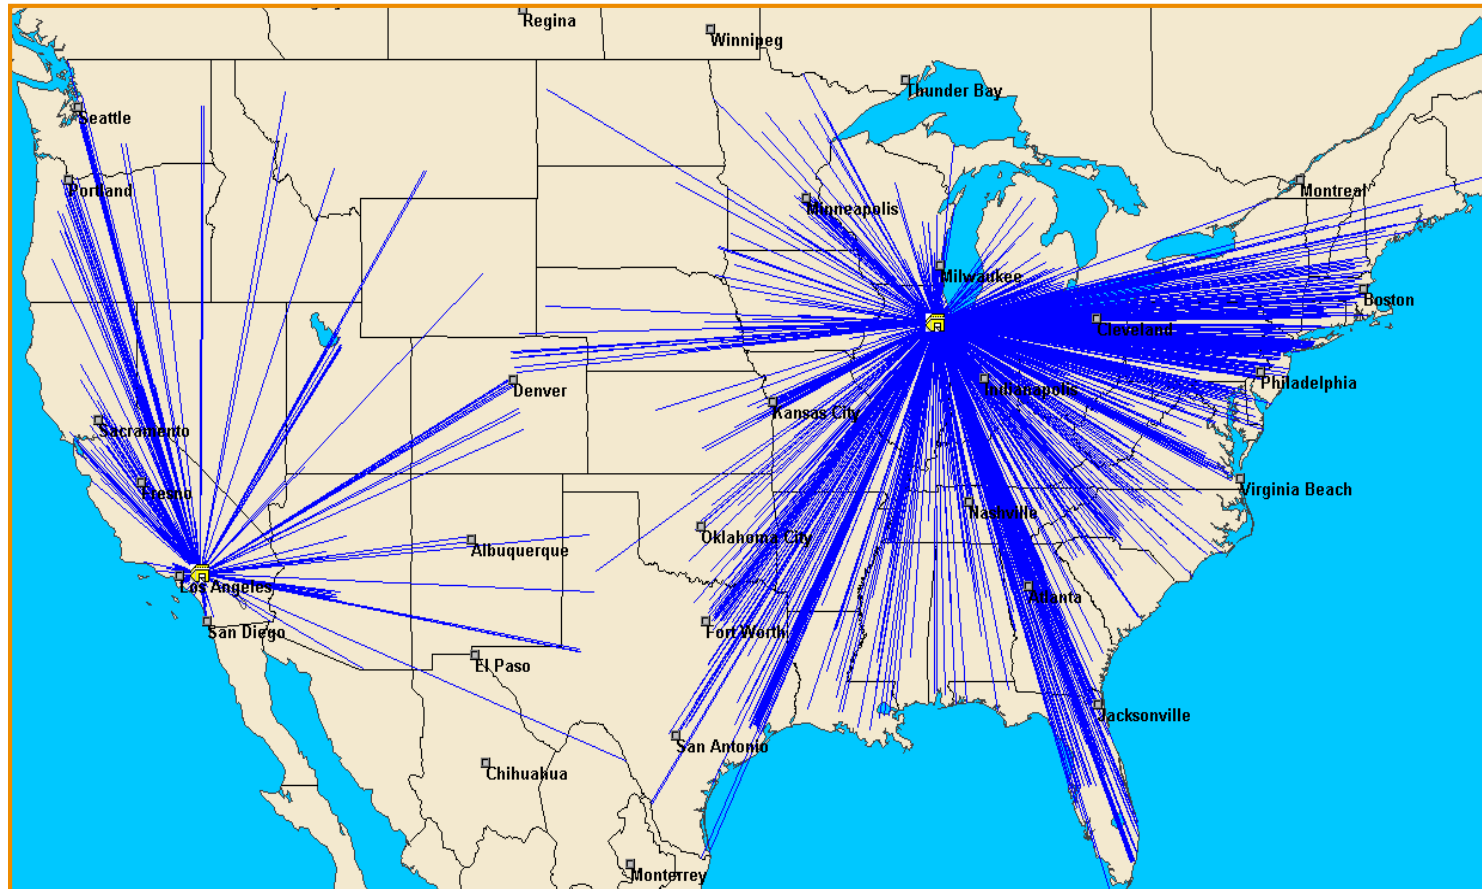 Regina
Winnipeg
Thunder Bay
Seattle
Portland
Montreal
Minneapolis
Milwaukee
Boston
Cleveland
Denver
Indianapolis
Philadelphia
Kansas City
Sacramento
Fresno
Virginia Beach
Nashville
Oklahoma City
Albuquerque
Los Angeles
Atlanta
San Diego
Fort Worth
El Paso
Jacksonville
San Antonio
Chihuahua
Monterrey